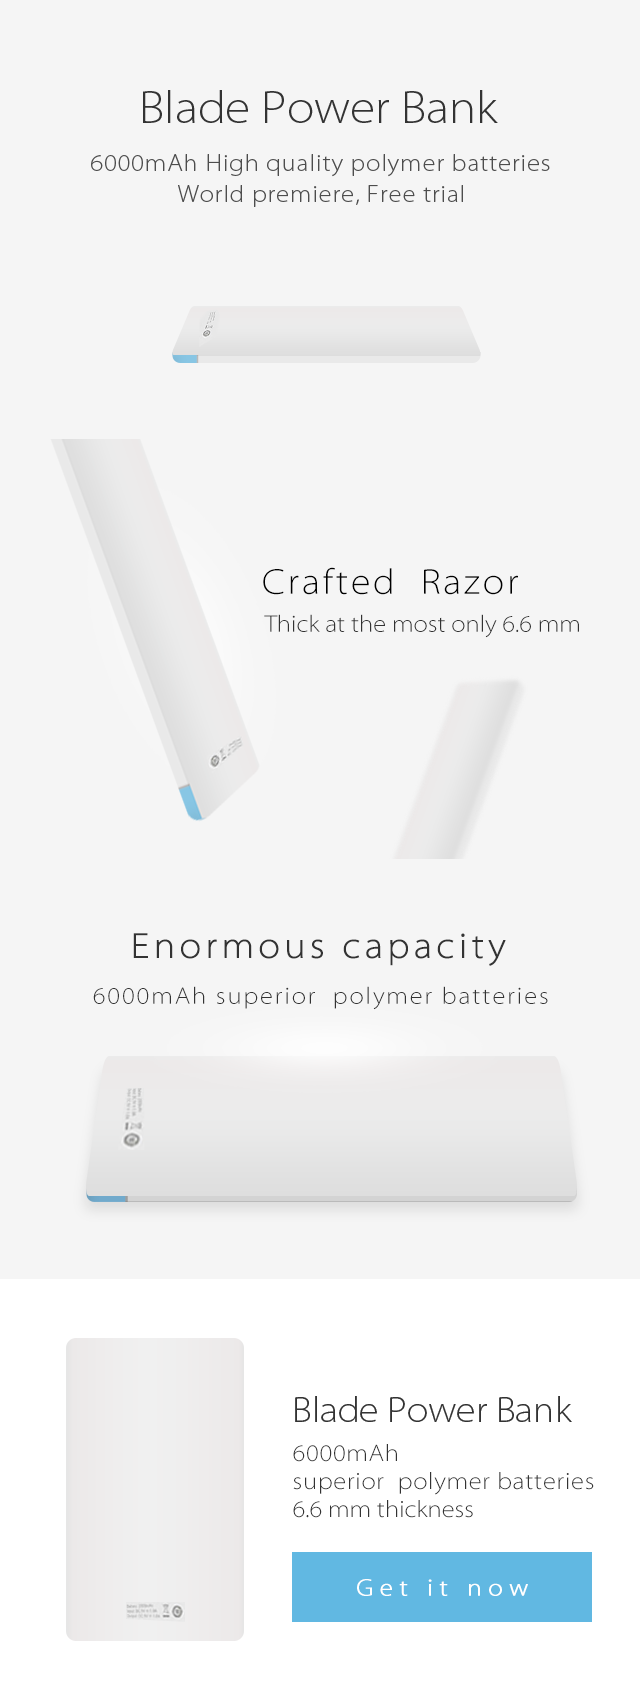 Blade Power Bank
6000mAh High quality polymer batteries
World premiere, Free trial
Crafted Razor
Thick at the most only 6.6 mm
Enormous capacity
6000mAh superior polymer batteries
Blade Power Bank
6000mAh
superior polymer batteries
6.6 mm thickness
Get it now